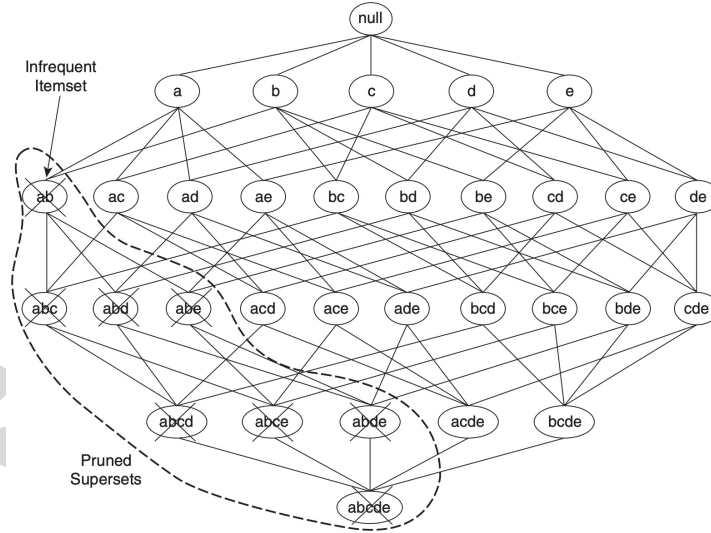 null
Infrequent
Itemset
a b c d e
ab ac ad ae bc bd be cd ce de
abc abd abe acd ace ade bcd bce bde cde
abcd abce abde acde bcde
Pruned
Supersets
abcde